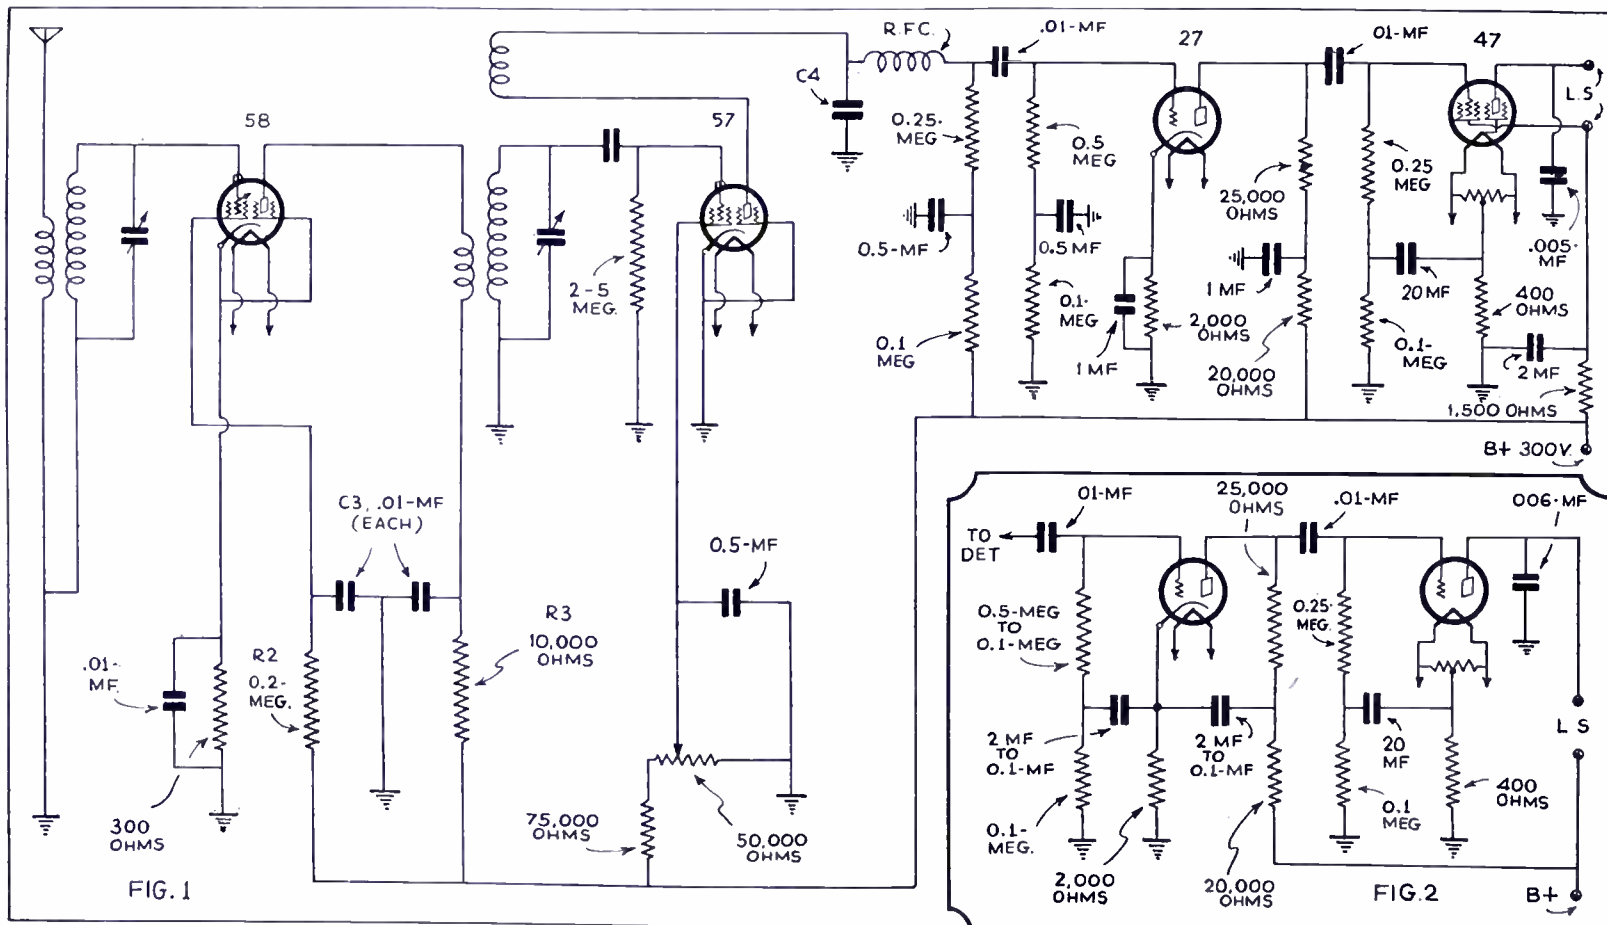 58
57
C4
R.F.C.
.01-MF
27
01-MF
47
L.S
0.25-
MEG
0.5
MEG
25,000
OHMS
0.25
MEG
0.5-MF
0.5 MF
1 MF
20 MF
.005-
MF
2-5
MEG.
0.1
MEG
0.1-
MEG
1 MF
2,000
OHMS
20,000
OHMS
0.1-
MEG
400
OHMS
2 MF
1,500 OHMS
B+ 300V.
C3, .01-MF
(EACH)
0.5-MF
.01-
MF.
R2
0.2-
MEG.
R3
10,000
OHMS
300
OHMS
75,000
OHMS
50,000
OHMS
FIG. 1
TO
DET
01-MF
25,000
OHMS
.01-MF
006-MF
0.5-MEG
TO
0.1-MEG
0.25-
MEG.
2 MF
TO
0.1-MF
2 MF
TO
0.1-MF
20
MF
L S
0.1-
MEG.
2,000
OHMS
20,000
OHMS
0.1
MEG
400
OHMS
FIG.2
B+